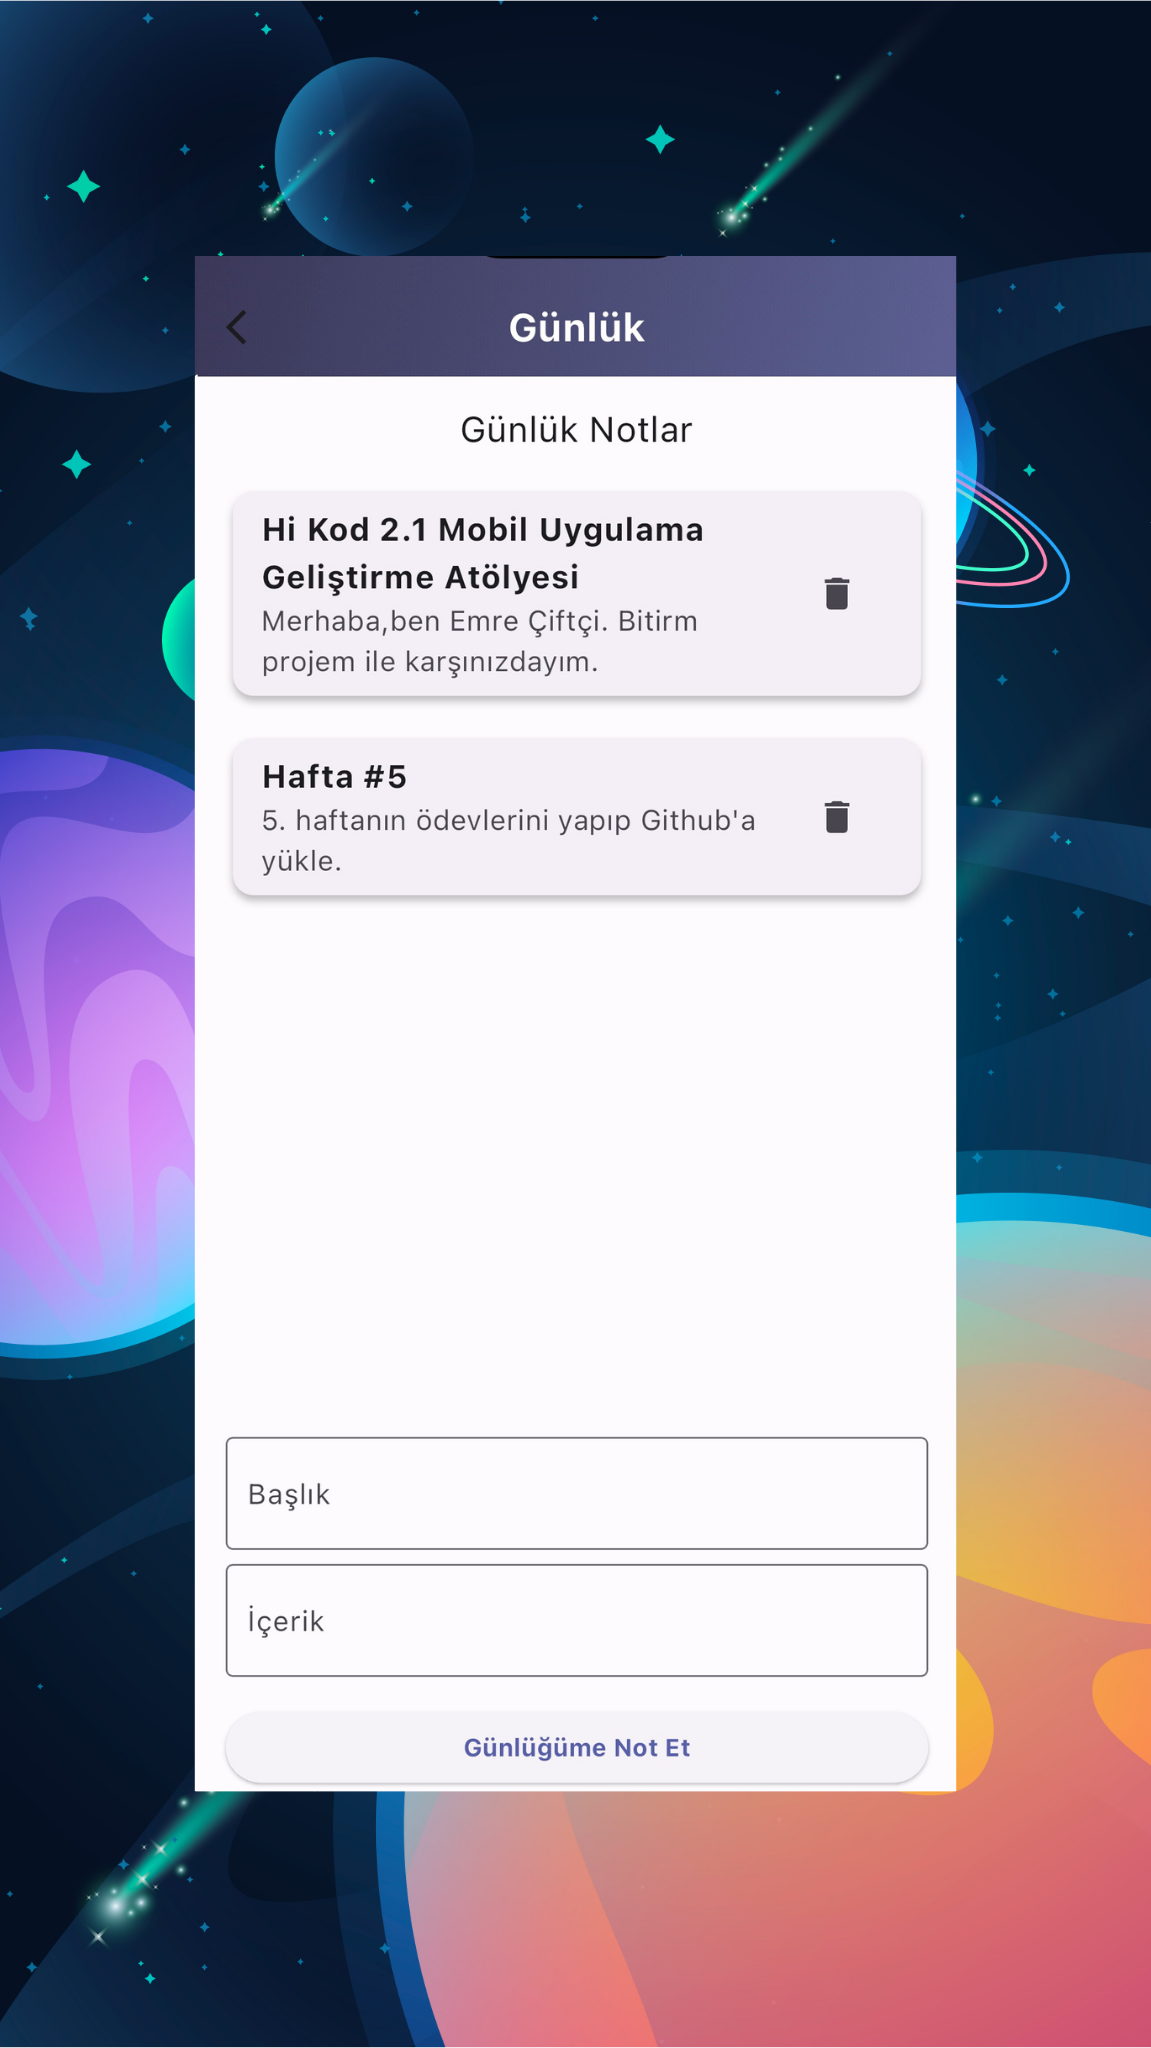 Günlük
Günlük Notlar
Hi Kod 2.1 Mobil Uygulama
Geliştirme Atölyesi
Merhaba,ben Emre Çiftçi. Bitirm
projem ile karşınızdayım.
Hafta #5
5. haftanın ödevlerini yapıp Github'a
yükle.
Başlık
İçerik
Günlüğüme Not Et